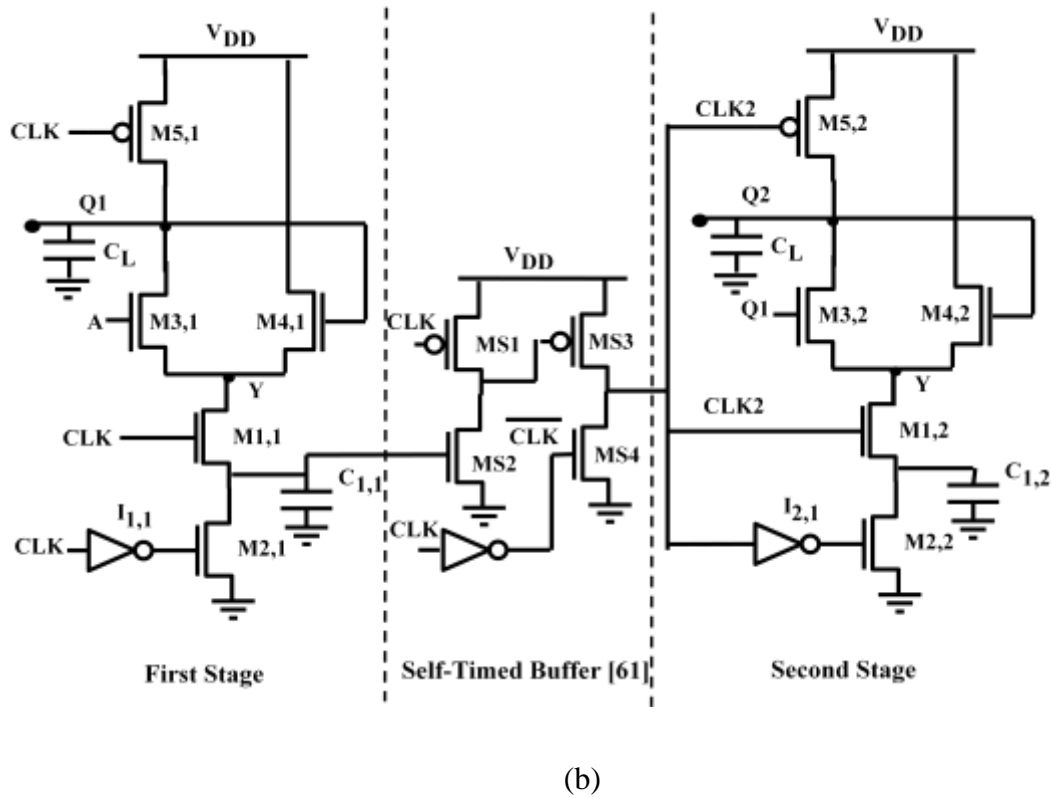 VDD
CLK
M5,1
Q1
CL
A
M3,1
M4,1
Y
CLK
M1,1
C1,1
I1,1
CLK
M2,1
First Stage
VDD
CLK
MS1
MS3
MS2
CLK
MS4
CLK
Self-Timed Buffer [61]
VDD
CLK2
M5,2
Q2
CL
Q1
M3,2
M4,2
Y
CLK2
M1,2
C1,2
I2,1
M2,2
Second Stage
(b)